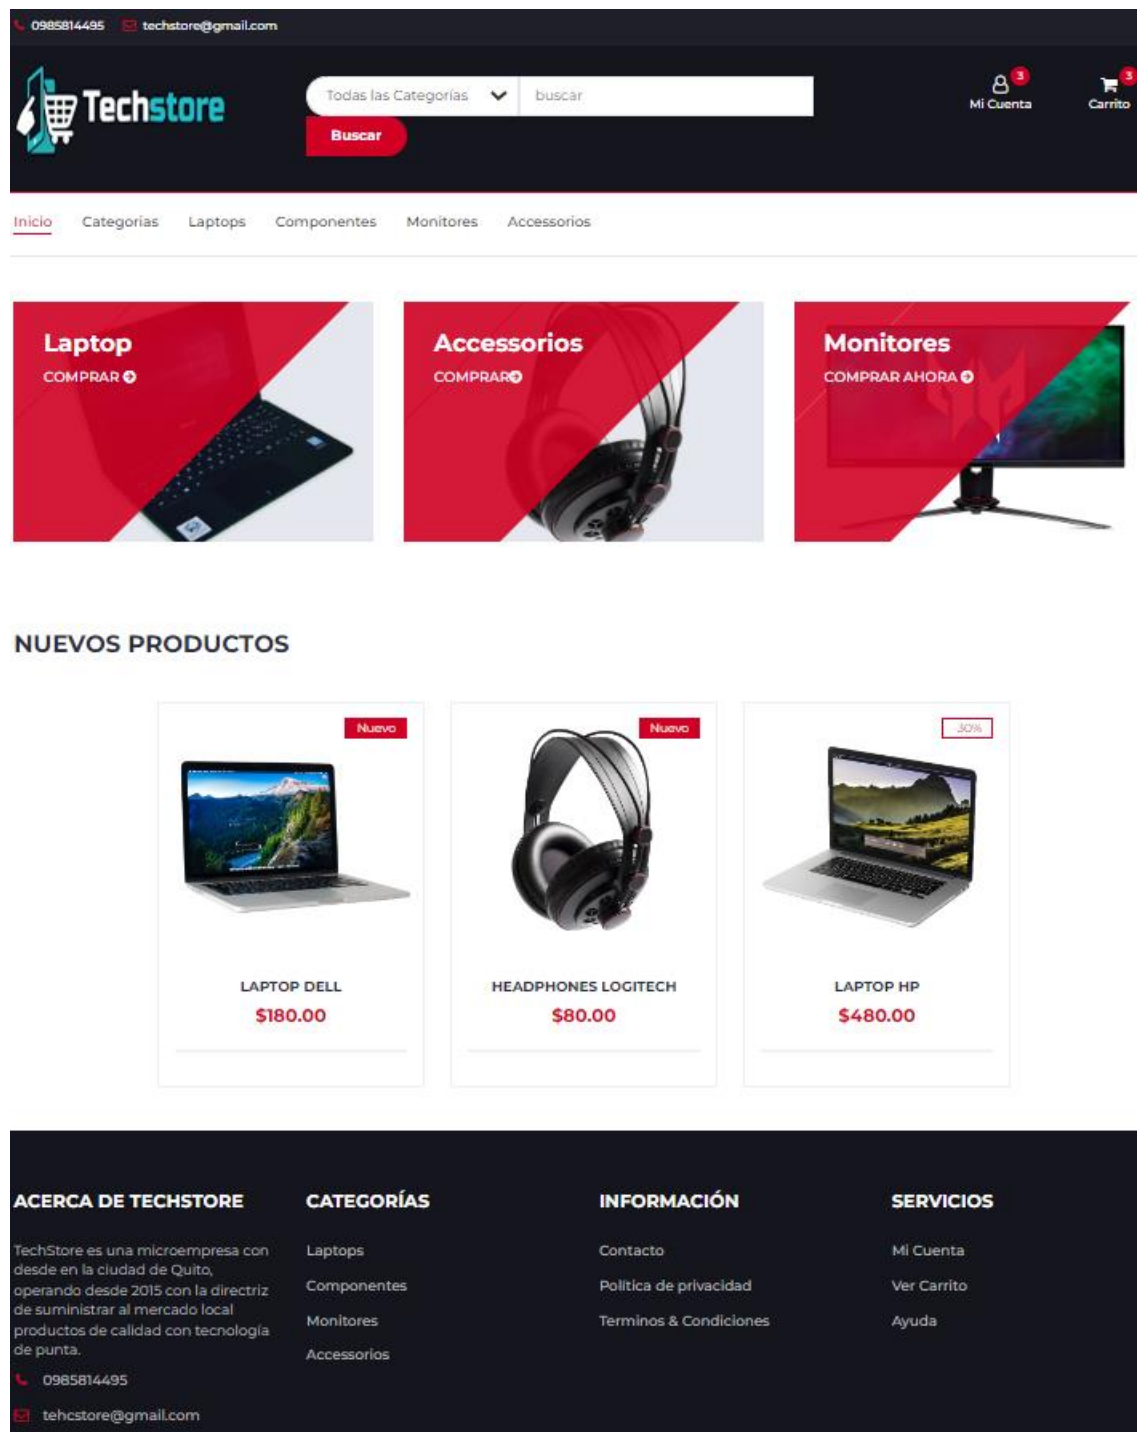 0985814495 techstore@gmail.com
Techstore
Todas las Categorías buscar
Buscar
3
Mi Cuenta
3
Carrito
Inicio Categorias Laptops Componentes Monitores Accessorios
Laptop
COMPRAR
Accessorios
COMPRAR
Monitores
COMPRAR AHORA
NUEVOS PRODUCTOS
Nuevo
LAPTOP DELL
$180.00
Nuevo
HEADPHONES LOGITECH
$80.00
-30%
LAPTOP HP
$480.00
ACERCA DE TECHSTORE
TechStore es una microempresa con
desde en la ciudad de Quito,
operando desde 2015 con la directriz
de suministrar al mercado local
productos de calidad con tecnología
de punta.
0985814495
tehcstore@gmail.com
CATEGORÍAS
Laptops
Componentes
Monitores
Accessorios
INFORMACIÓN
Contacto
Política de privacidad
Terminos & Condiciones
SERVICIOS
Mi Cuenta
Ver Carrito
Ayuda